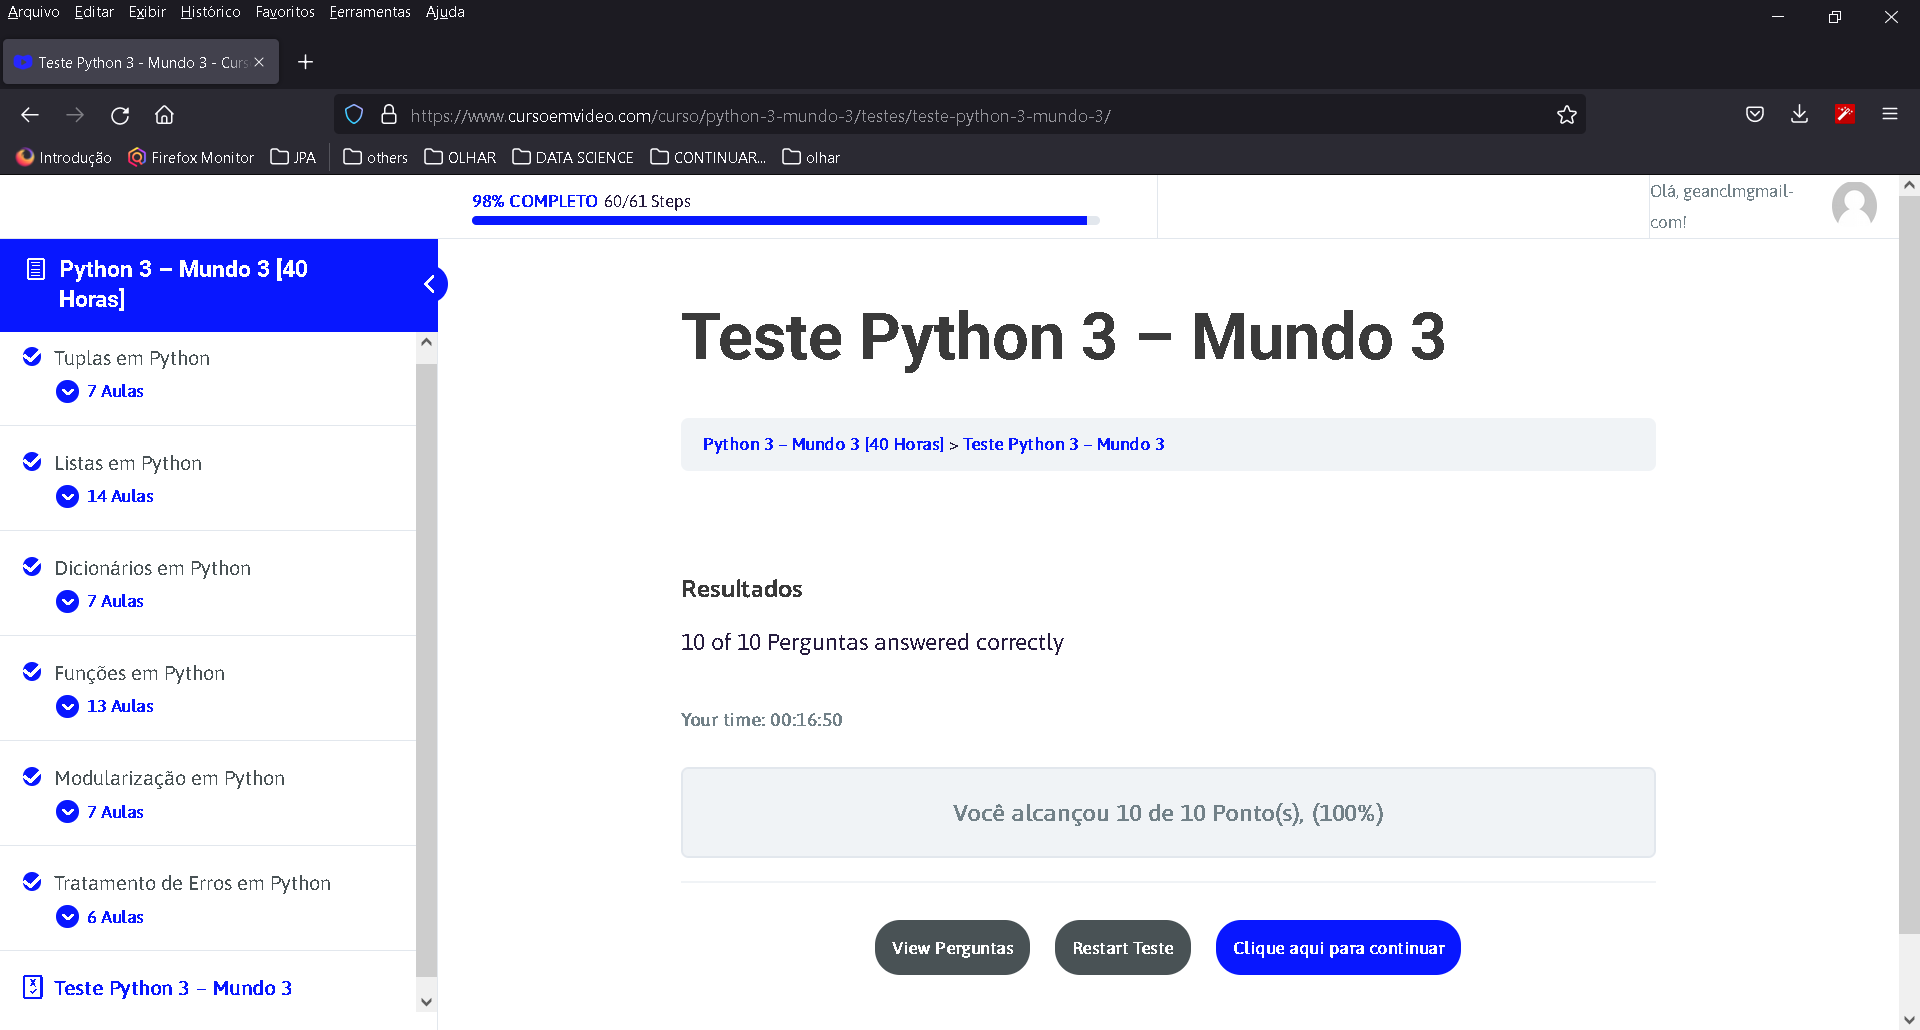 Arquivo Editar Exibir Histórico Favoritos Ferramentas Ajuda
Teste Python 3 - Mundo 3 - Curs
https://www.cursoemvideo.com/curso/python-3-mundo-3/testes/teste-python-3-mundo-3/
Introdução Firefox Monitor JPA others OLHAR DATA SCIENCE CONTINUAR... olhar
98% COMPLETO 60/61 Steps
Olá, geanclmgmail-
com!
Python 3 – Mundo 3 [40
Horas]
Tuplas em Python
7 Aulas
Listas em Python
14 Aulas
Dicionários em Python
7 Aulas
Funções em Python
13 Aulas
Modularização em Python
7 Aulas
Tratamento de Erros em Python
6 Aulas
Teste Python 3 – Mundo 3
Teste Python 3 – Mundo 3
Python 3 – Mundo 3 [40 Horas] > Teste Python 3 – Mundo 3
Resultados
10 of 10 Perguntas answered correctly
Your time: 00:16:50
Você alcançou 10 de 10 Ponto(s), (100%)
View Perguntas
Restart Teste
Clique aqui para continuar